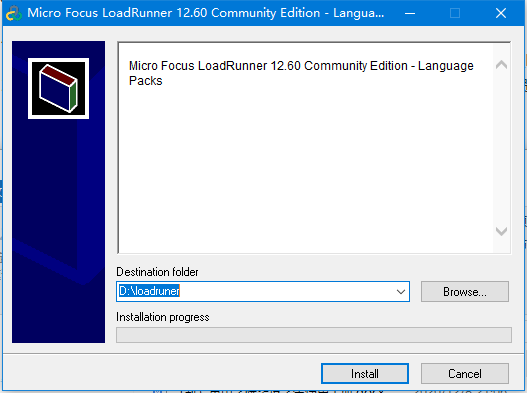 Micro Focus LoadRunner 12.60 Community Edition - Langua...
Micro Focus LoadRunner 12.60 Community Edition - Language
Packs
Destination folder
D:\loadruner
Browse...
Installation progress
Install
Cancel